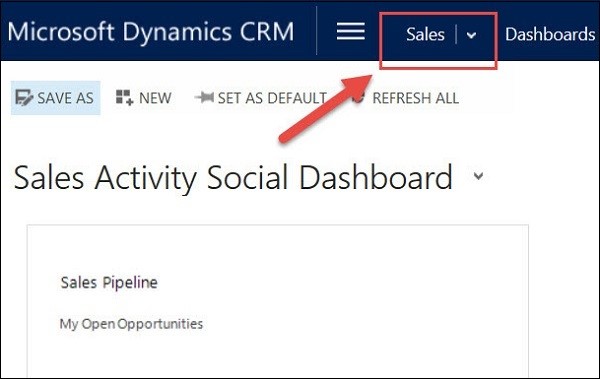 Microsoft Dynamics CRM Sales Dashboards
SAVE AS NEW SET AS DEFAULT REFRESH ALL
Sales Activity Social Dashboard
Sales Pipeline
My Open Opportunities